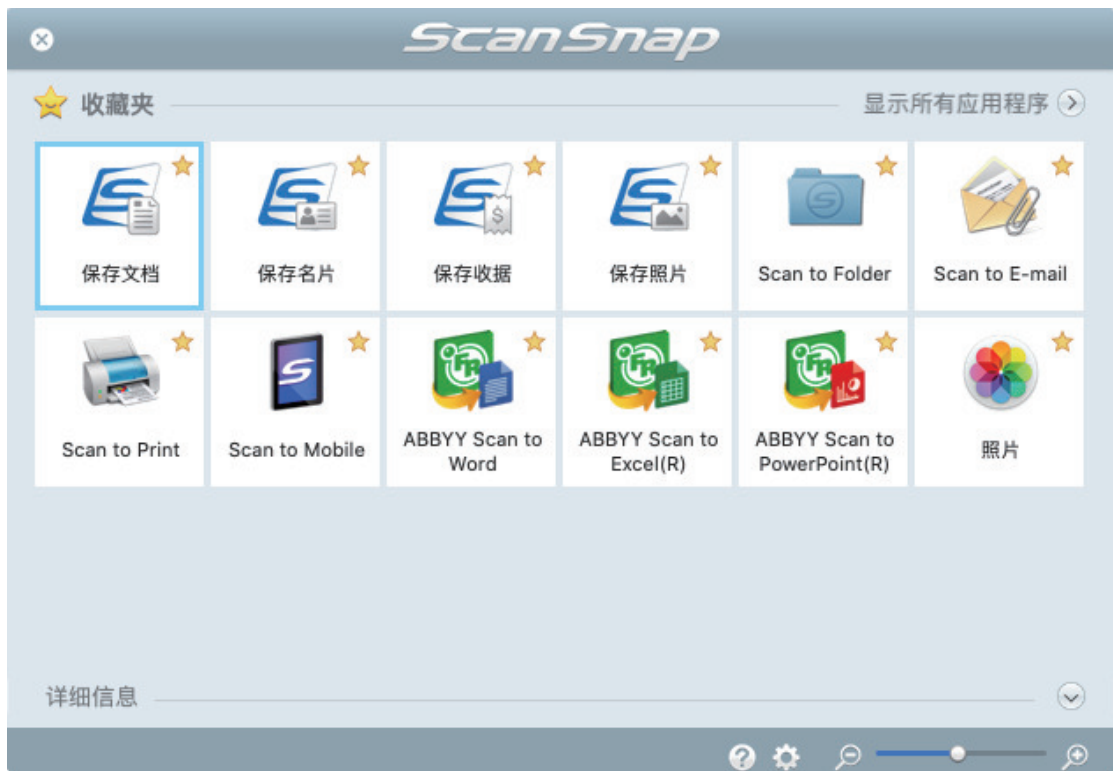 ScanSnap
收藏夹
显示所有应用程序
保存文档
保存名片
保存收据
保存照片
Scan to Folder
Scan to E-mail
Scan to Print
Scan to Mobile
ABBYY Scan to
Word
ABBYY Scan to
Excel(R)
ABBYY Scan to
PowerPoint(R)
照片
详细信息